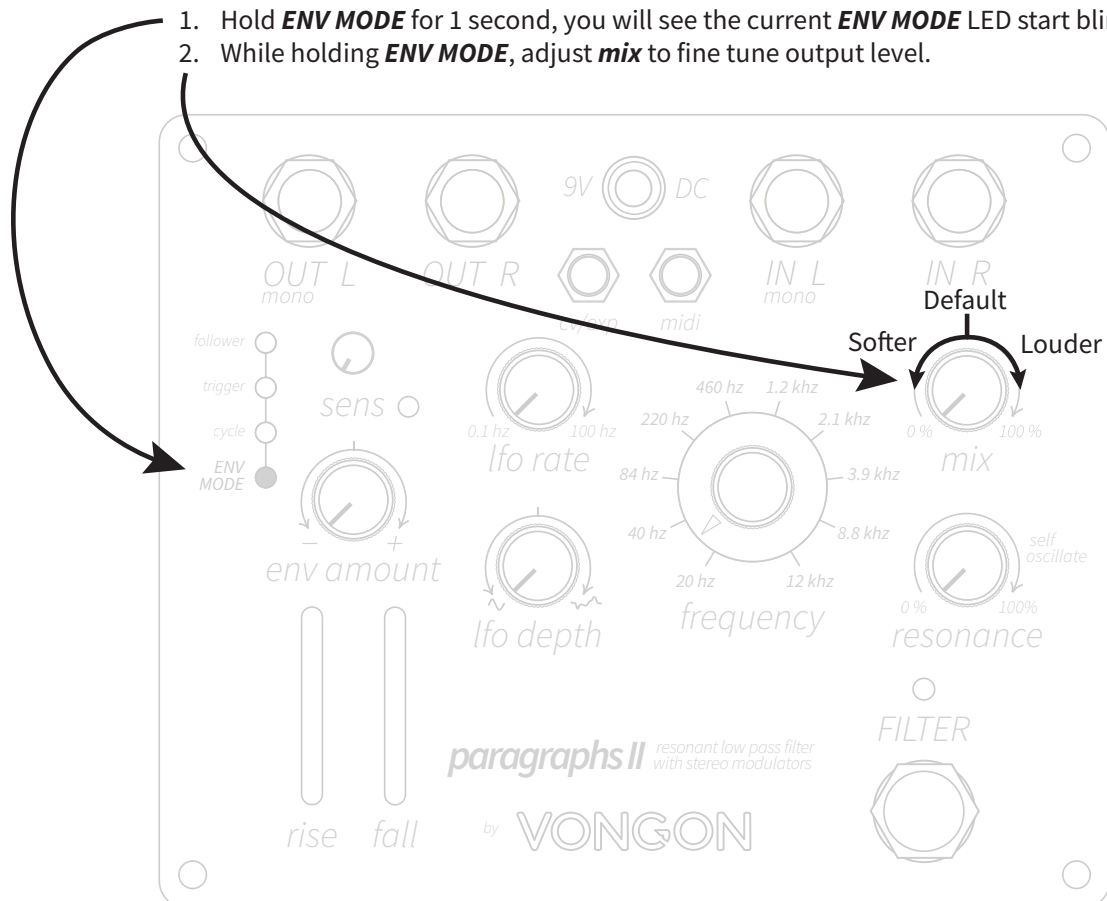 1. Hold ENV MODE for 1 second, you will see the current ENV MODE LED start
2. While holding ENV MODE, adjust mix to fine tune output level.
9V DC
OUT L
mono
OUT R
IN L
mono
IN R
cv/exp
midi
Default
Softer
Louder
follower
trigger
cycle
ENV
MODE
sens
0.1 hz
100 hz
lfo rate
20 hz
40 hz
84 hz
220 hz
460 hz
1.2 khz
2.1 khz
3.9 khz
8.8 khz
12 khz
frequency
0 %
100 %
mix
–
+
env amount
lfo depth
self
oscillate
0 %
100%
resonance
FILTER
rise
fall
paragraphs II
resonant low pass filter
with stereo modulators
by VONGON